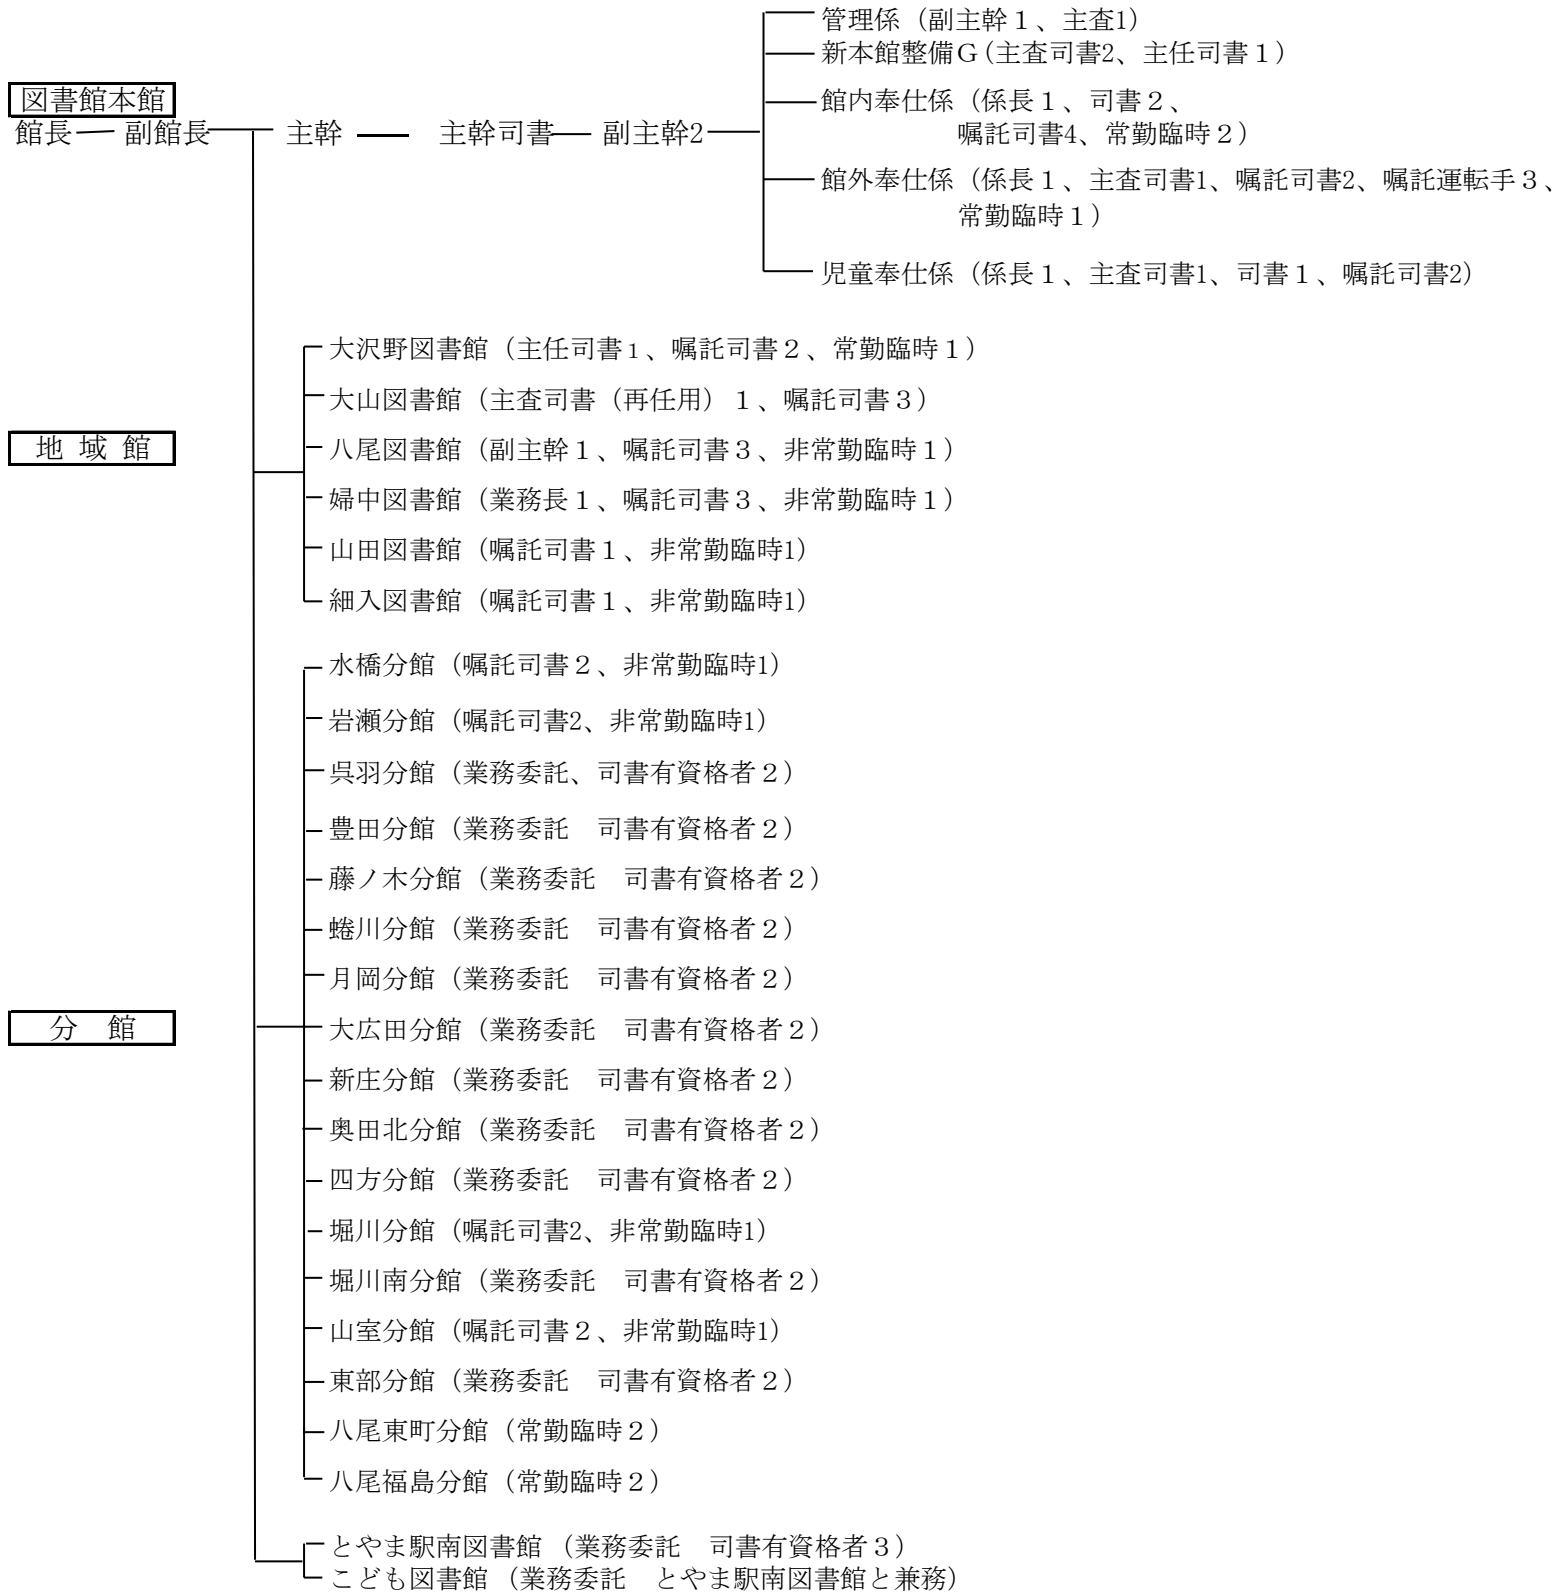 管理係（副主幹１、主査1）
新本館整備Ｇ（主査司書2、主任司書１）
図書館本館
館内奉仕係（係長１、司書２、
館長 副館長 主幹 主幹司書 副主幹2
嘱託司書4、常勤臨時２）
館外奉仕係（係長１、主査司書1、嘱託司書2、嘱託運転手３、
常勤臨時１）
児童奉仕係（係長１、主査司書1、司書１、嘱託司書2）
大沢野図書館（主任司書1、嘱託司書２、常勤臨時１）
大山図書館（主査司書（再任用）１、嘱託司書３）
地 域 館
八尾図書館（副主幹１、嘱託司書３、非常勤臨時１）
婦中図書館（業務長１、嘱託司書３、非常勤臨時１）
山田図書館（嘱託司書１、非常勤臨時1）
細入図書館（嘱託司書１、非常勤臨時1）
水橋分館（嘱託司書２、非常勤臨時1）
岩瀬分館（嘱託司書2、非常勤臨時1）
呉羽分館（業務委託、司書有資格者２）
豊田分館（業務委託　司書有資格者２）
藤ノ木分館（業務委託　司書有資格者２）
蜷川分館（業務委託　司書有資格者２）
月岡分館（業務委託　司書有資格者２）
分　館
大広田分館（業務委託　司書有資格者２）
新庄分館（業務委託　司書有資格者２）
奥田北分館（業務委託　司書有資格者２）
四方分館（業務委託　司書有資格者２）
堀川分館（嘱託司書2、非常勤臨時1）
堀川南分館（業務委託　司書有資格者２）
山室分館（嘱託司書２、非常勤臨時1）
東部分館（業務委託　司書有資格者２）
八尾東町分館（常勤臨時２）
八尾福島分館（常勤臨時２）
とやま駅南図書館（業務委託　司書有資格者３）
こども図書館（業務委託　とやま駅南図書館と兼務）